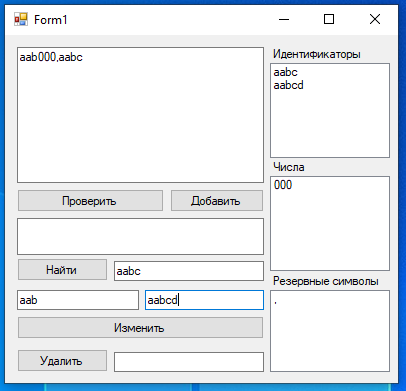 Form1
aab000,aabc
Идентификаторы
aabc
aabcd
Числа
000
Проверить
Добавить
Найти
aabc
Резервные символы
aab
aabcd
Изменить
Удалить